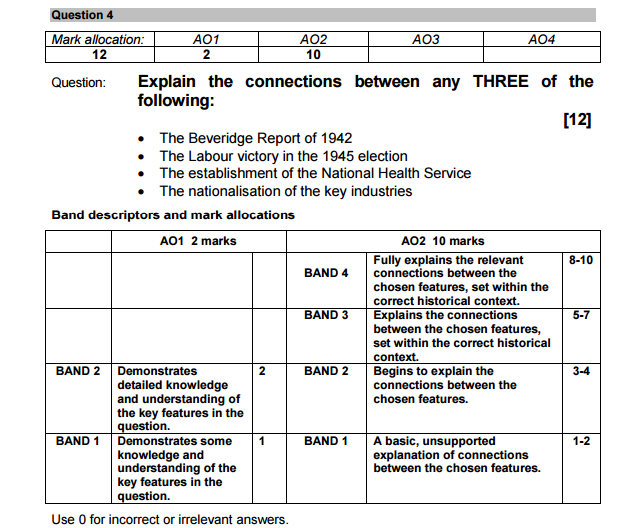 Question 4
Mark allocation: AO1 AO2 AO3 AO4
12 2 10
Question: Explain the connections between any THREE of the
following:
[12]
• The Beveridge Report of 1942
• The Labour victory in the 1945 election
• The establishment of the National Health Service
• The nationalisation of the key industries
Band descriptors and mark allocations
AO1 2 marks AO2 10 marks
BAND 4 Fully explains the relevant 8-10
connections between the
chosen features, set within the
correct historical context.
BAND 3 Explains the connections 5-7
between the chosen features,
set within the correct historical
context.
BAND 2 Demonstrates 2 BAND 2 Begins to explain the 3-4
detailed knowledge connections between the
and understanding of chosen features.
the key features in the
question.
BAND 1 Demonstrates some 1 BAND 1 A basic, unsupported 1-2
knowledge and explanation of connections
understanding of the between the chosen features.
key features in the
question.
Use 0 for incorrect or irrelevant answers.